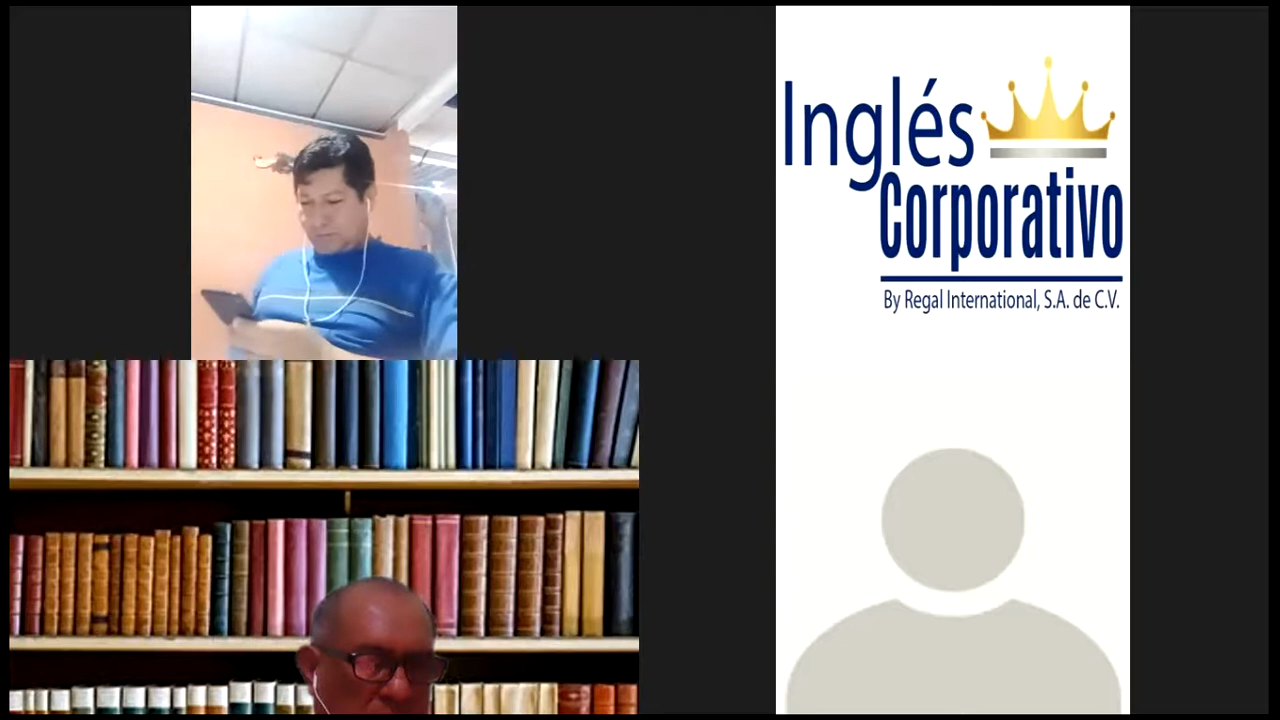 Inglés
Corporativo
By Regal International, S.A. de C.V.